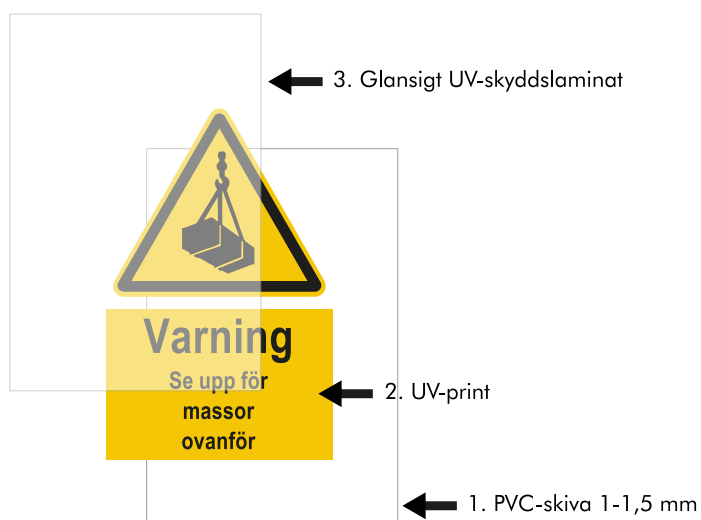 3. Glansigt UV-skyddslaminat
Varning
Se upp för
massor
ovanför
2. UV-print
1. PVC-skiva 1-1,5 mm